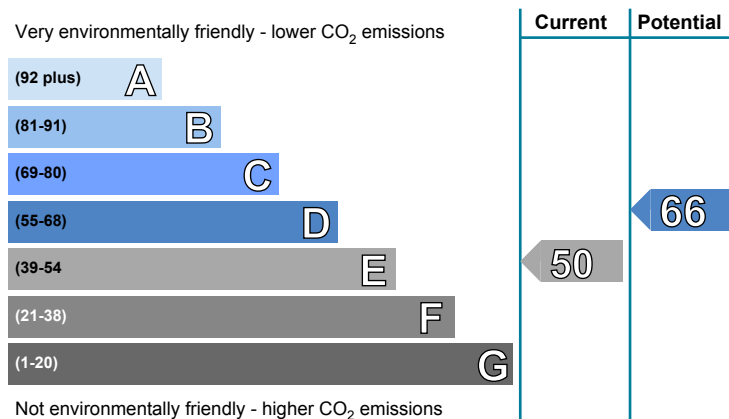 Very environmentally friendly - lower CO₂ emissions
Current
Potential
(92 plus) A
(81-91) B
(69-80) C
(55-68) D
66
(39-54 E
50
(21-38) F
(1-20) G
Not environmentally friendly - higher CO₂ emissions